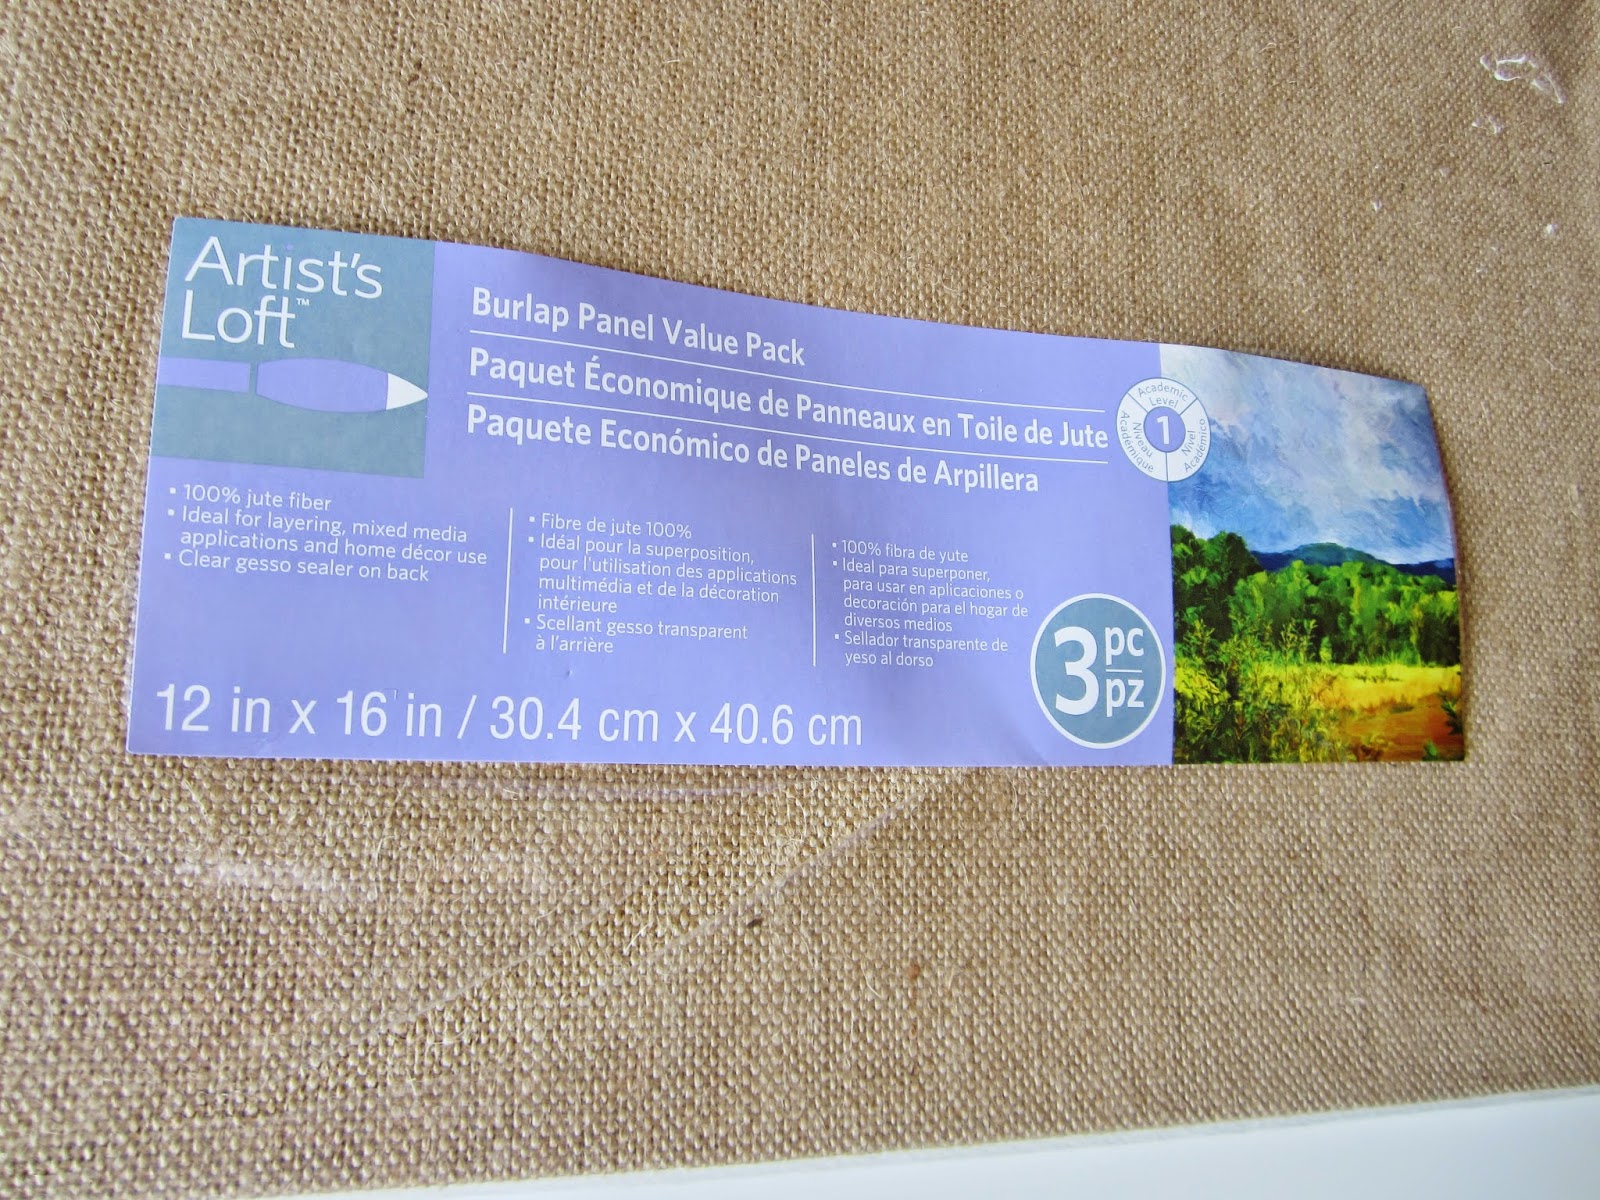 Artist's
Loft™
Burlap Panel Value Pack
Paquet Économique de Panneaux en Toile de Jute
Paquete Económico de Paneles de Arpillera
Academic
Level
1
Niveau
Académique
Nivel
Académico
▪ 100% jute fiber
▪ Ideal for layering, mixed media
applications and home décor use
▪ Clear gesso sealer on back
▪ Fibre de jute 100%
▪ Idéal pour la superposition,
pour l'utilisation des applications
multimédia et de la décoration
intérieure
▪ Scellant gesso transparent
à l'arrière
▪ 100% fibra de yute
▪ Ideal para superponer,
para usar en aplicaciones o
decoración para el hogar de
diversos medios
▪ Sellador transparente de
yeso al dorso
3 pc
pz
12 in x 16 in / 30.4 cm x 40.6 cm